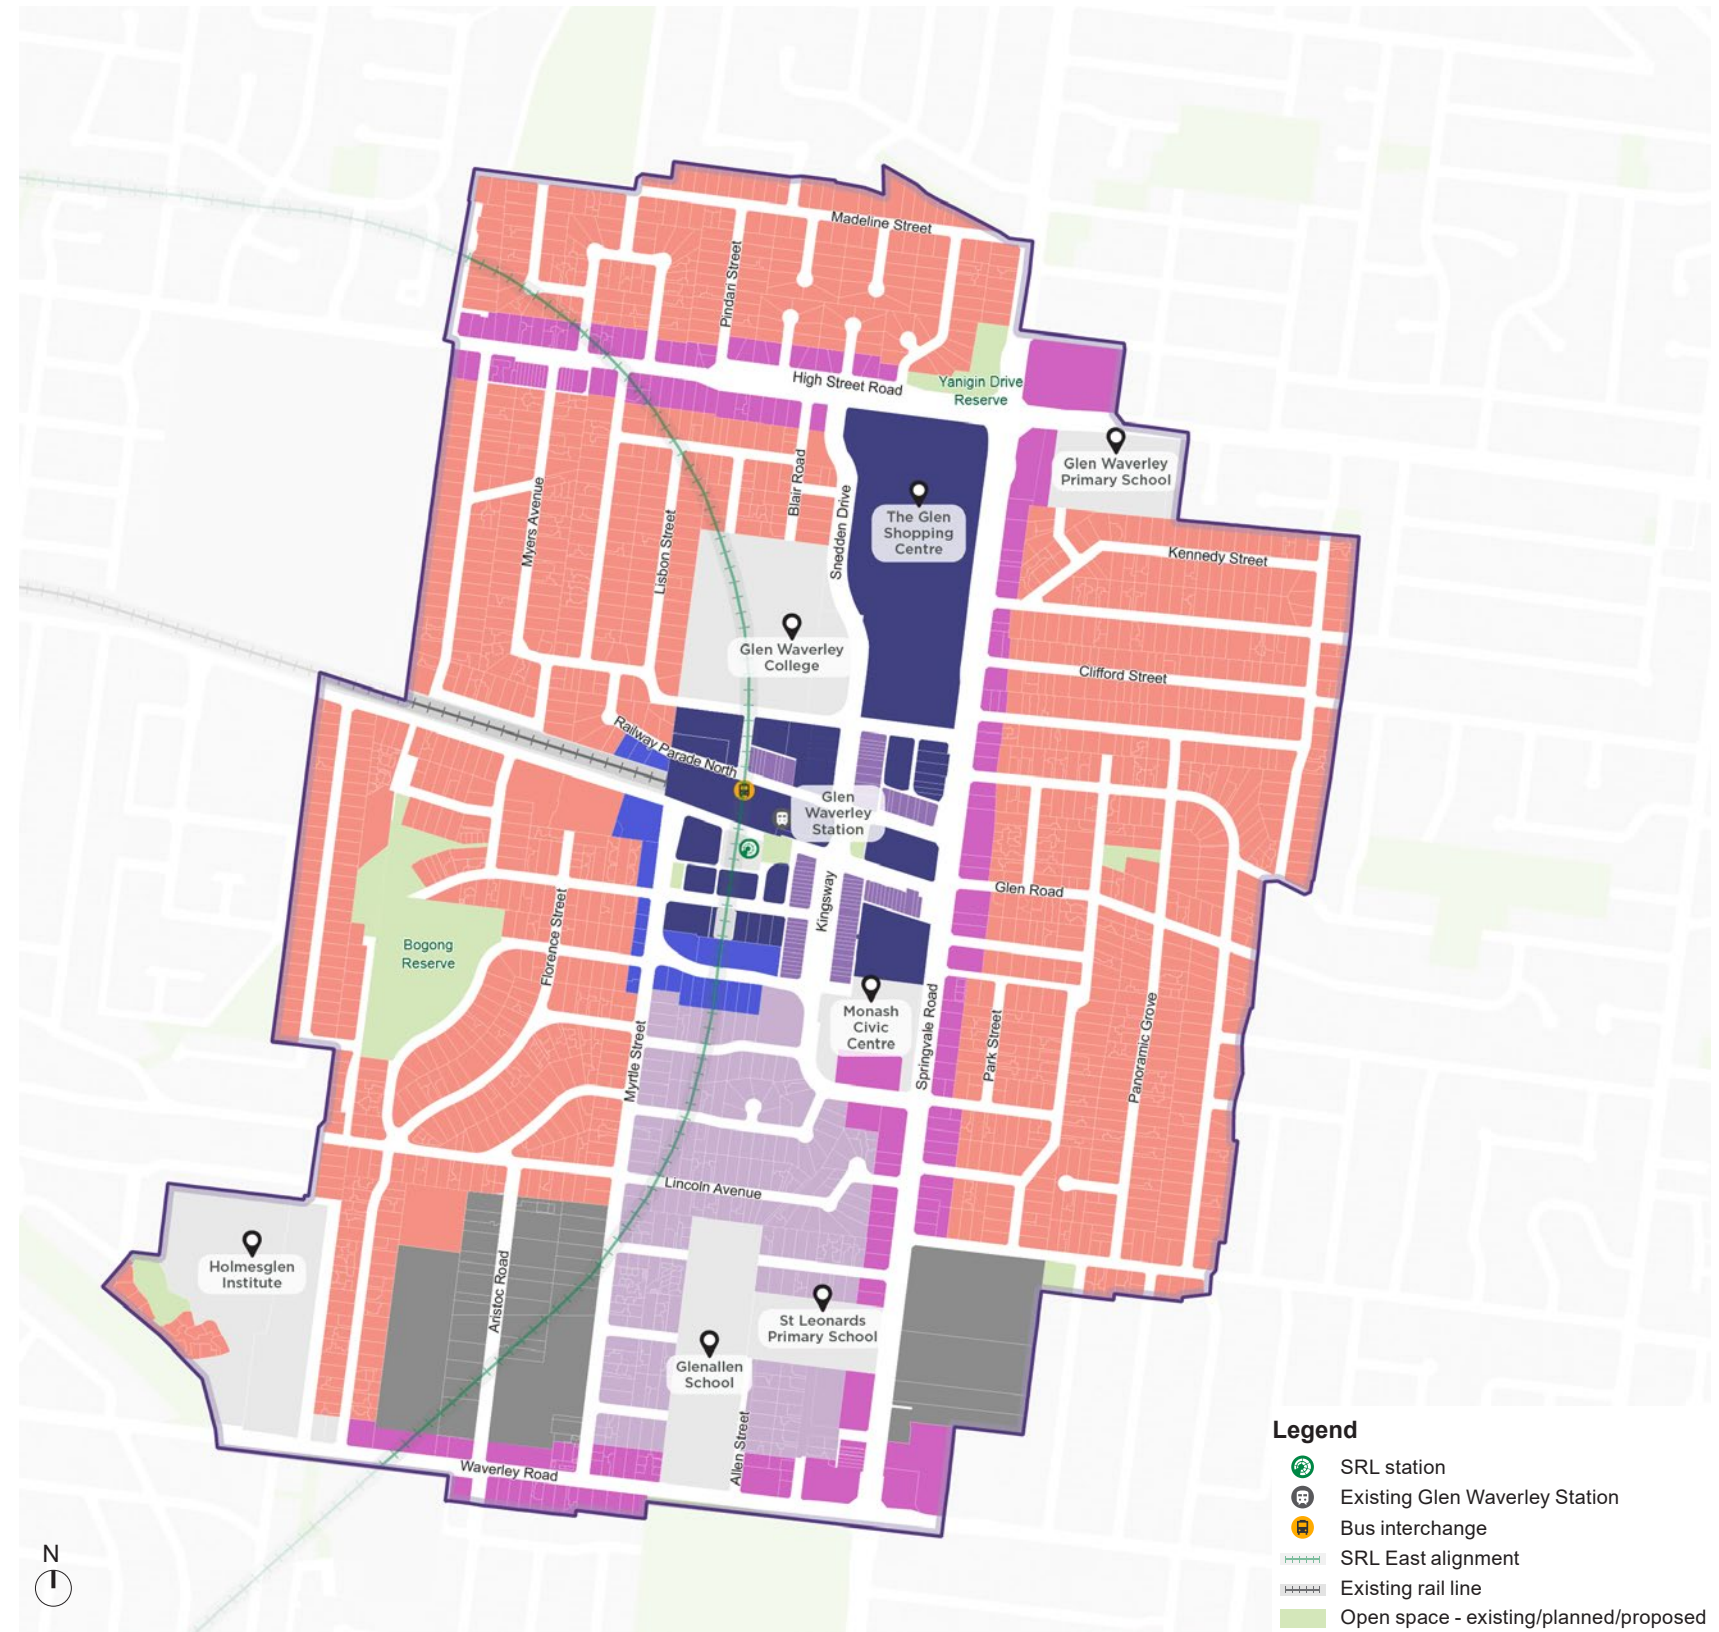 Madeline Street
Pindari Street
High Street Road
Yanigin Drive
Reserve
Glen Waverley
Primary School
Blair Road
Snedden Drive
The Glen
Shopping
Centre
Myers Avenue
Lisbon Street
Kennedy Street
Glen Waverley
College
Clifford Street
Railway Parade North
Glen
Waverley
Station
Glen Road
Kingsway
Florence Street
Bogong
Reserve
Monash
Civic
Centre
Springvale Road
Park Street
Panoramic Grove
Myrtle Street
Lincoln Avenue
Holmesglen
Institute
Aristoc Road
St Leonards
Primary School
Glenallen
School
Allen Street
Waverley Road
N
Legend
SRL station
Existing Glen Waverley Station
Bus interchange
SRL East alignment
Existing rail line
Open space - existing/planned/proposed